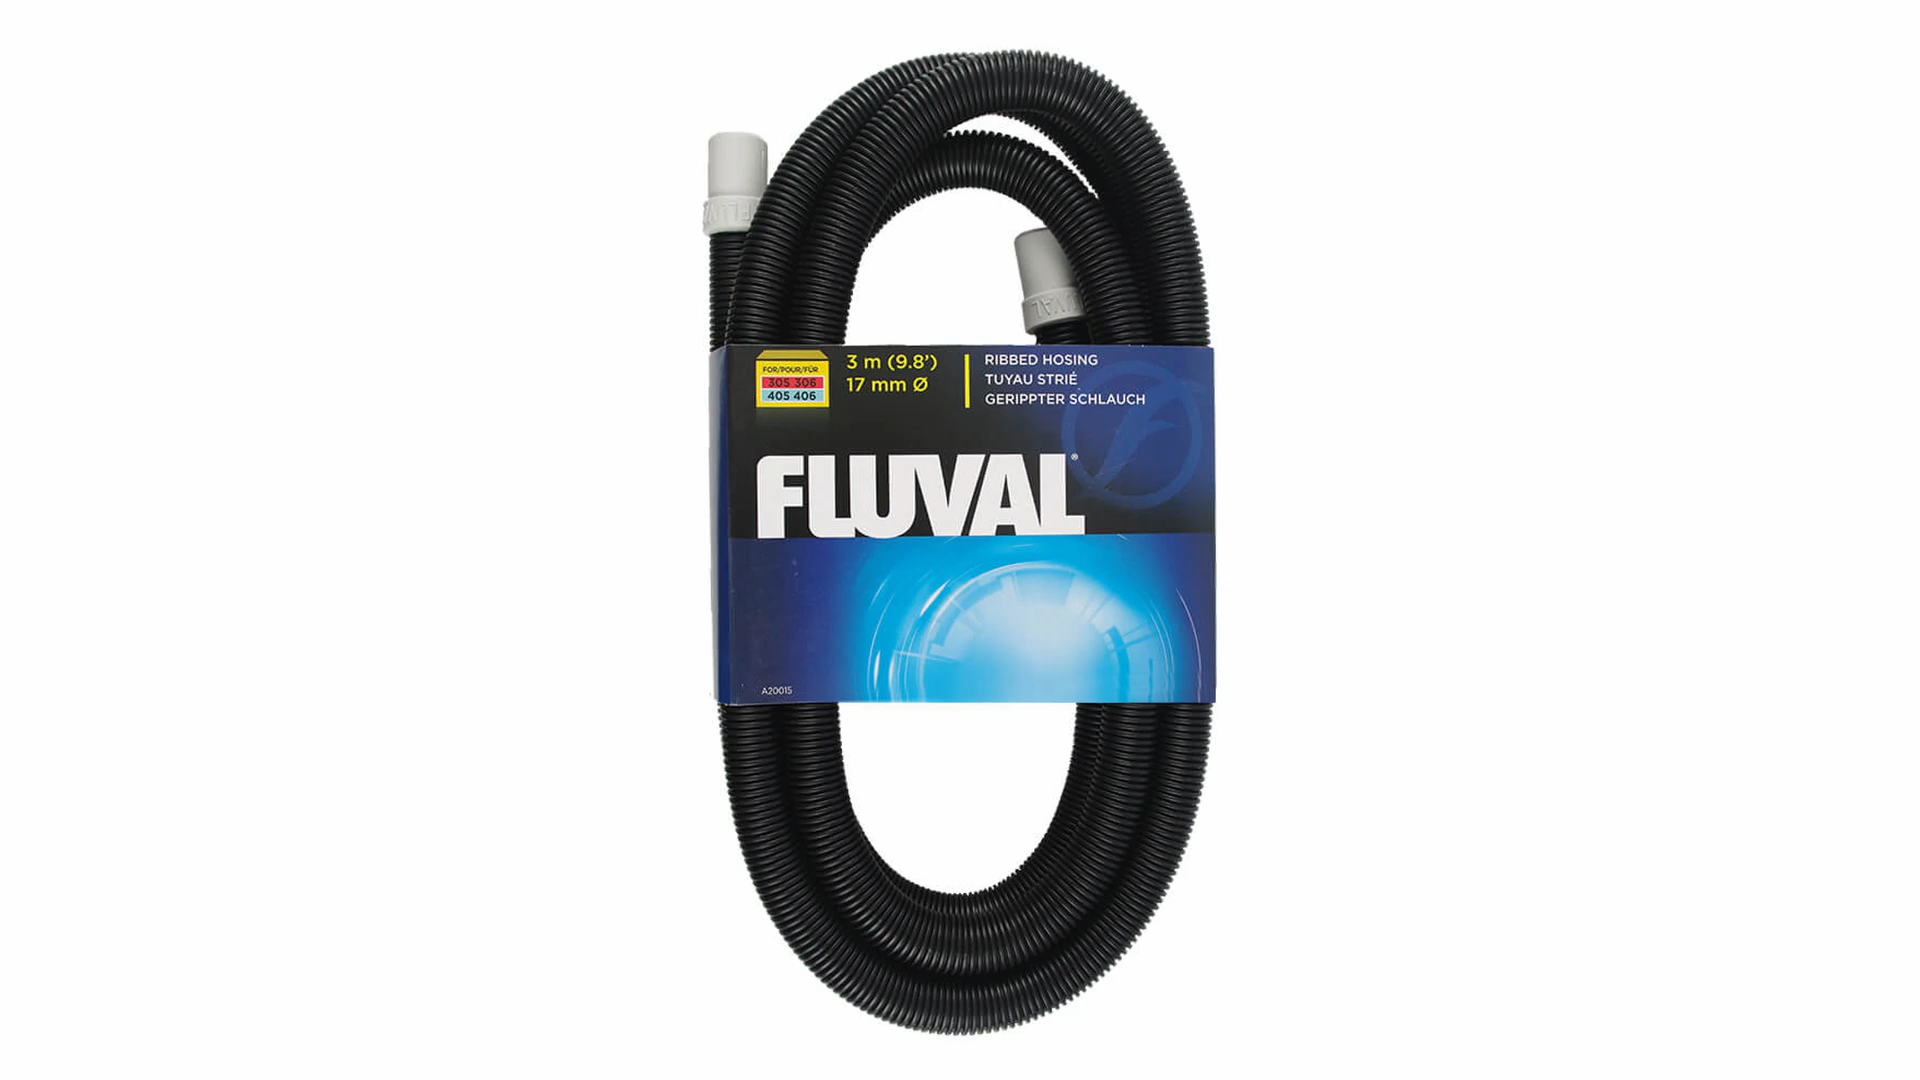 FLUVAL
FOR/POUR/FÜR
305 306
405 406
3 m (9.8')
17 mm Ø
RIBBED HOSING
TUYAU STRIÉ
GERIPPTER SCHLAUCH
FLUVAL®
A20015